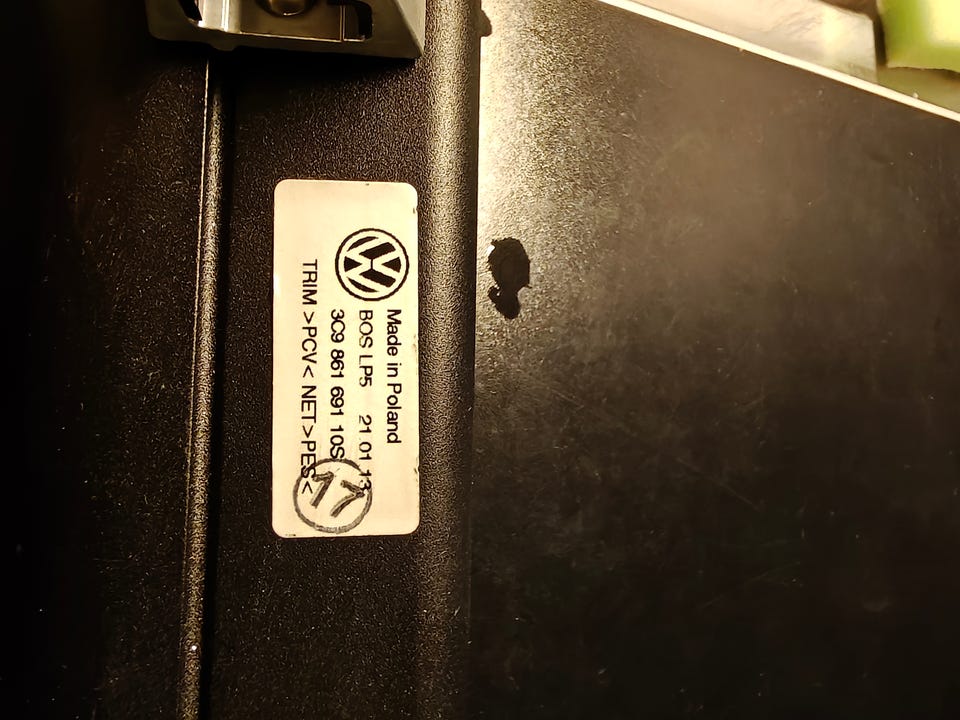 Made in Poland
BOS LP5 21 01 13
3C9 861 691 10S
TRIM >PCV< NET >PES<
17